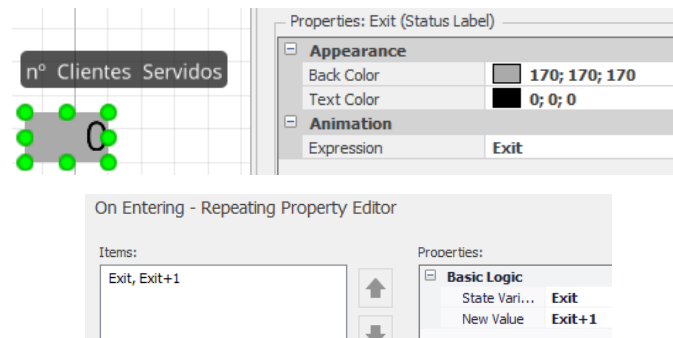 Properties: Exit (Status Label)
Appearance
Back Color 170; 170; 170
Text Color 0; 0; 0
Animation
Expression Exit
nº Clientes Servidos
0
On Entering - Repeating Property Editor
Items:
Exit, Exit+1
Properties:
Basic Logic
State Vari... Exit
New Value Exit+1